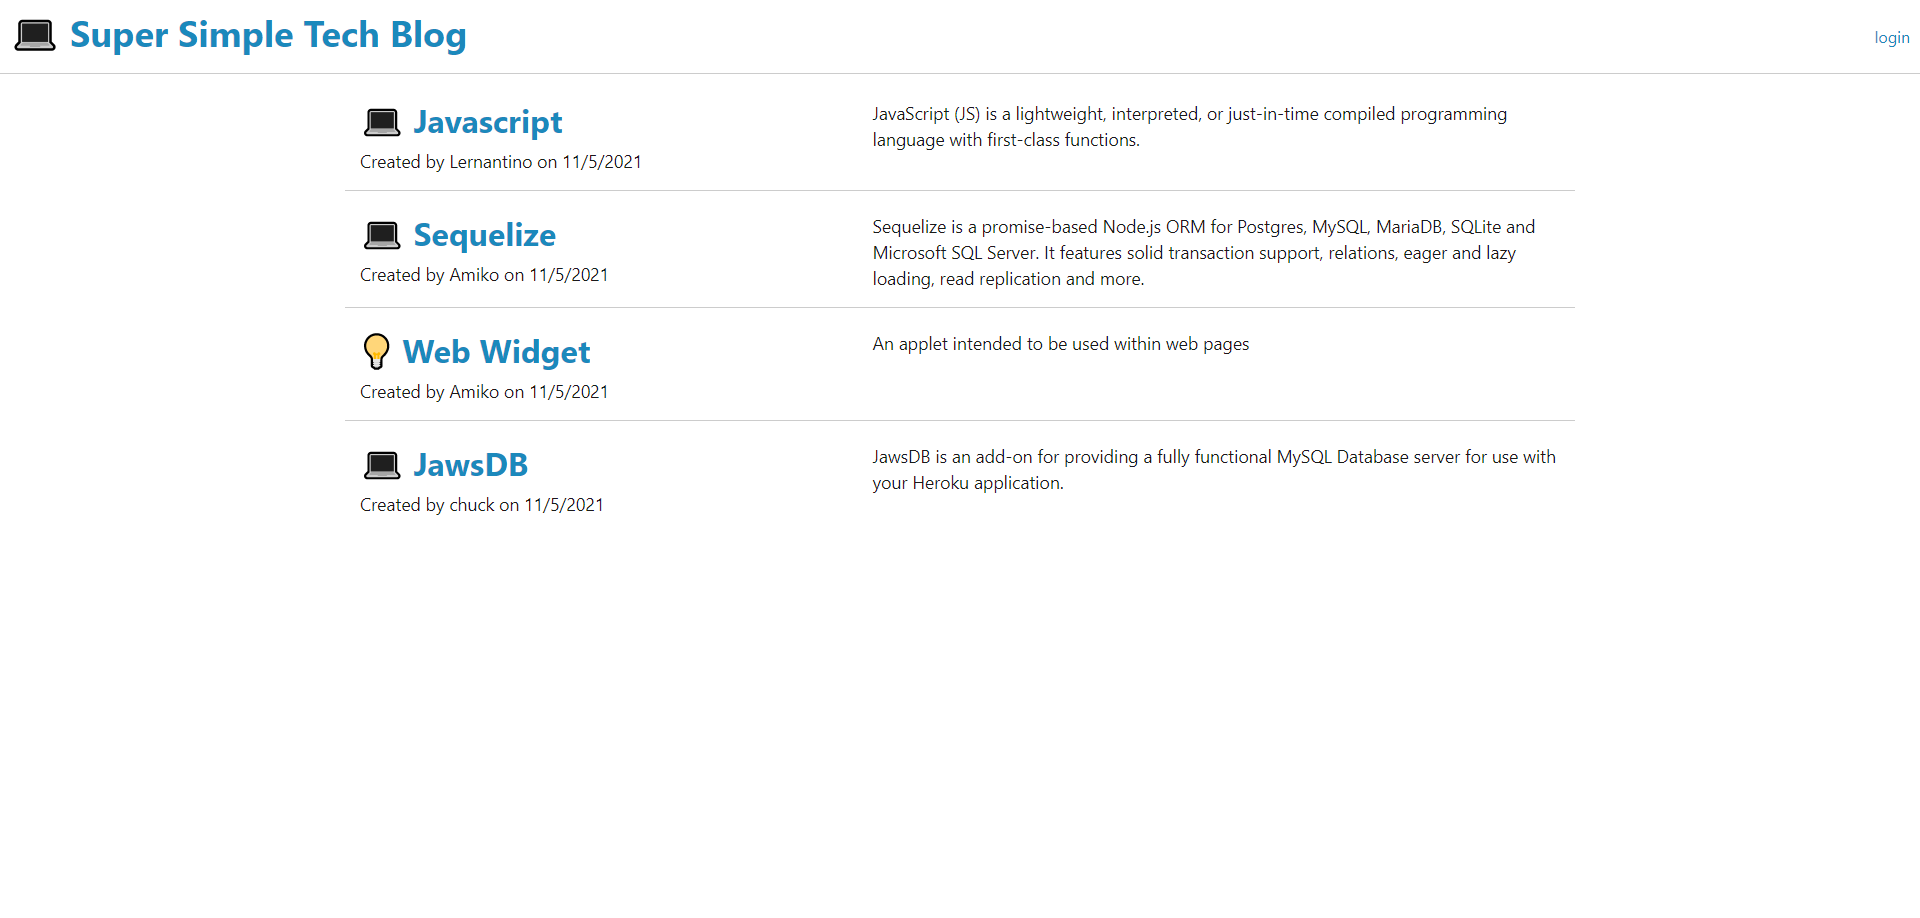 Super Simple Tech Blog
login
Javascript
Created by Lernantino on 11/5/2021
JavaScript (JS) is a lightweight, interpreted, or just-in-time compiled programming
language with first-class functions.
Sequelize
Created by Amiko on 11/5/2021
Sequelize is a promise-based Node.js ORM for Postgres, MySQL, MariaDB, SQLite and
Microsoft SQL Server. It features solid transaction support, relations, eager and lazy
loading, read replication and more.
Web Widget
Created by Amiko on 11/5/2021
An applet intended to be used within web pages
JawsDB
Created by chuck on 11/5/2021
JawsDB is an add-on for providing a fully functional MySQL Database server for use with
your Heroku application.